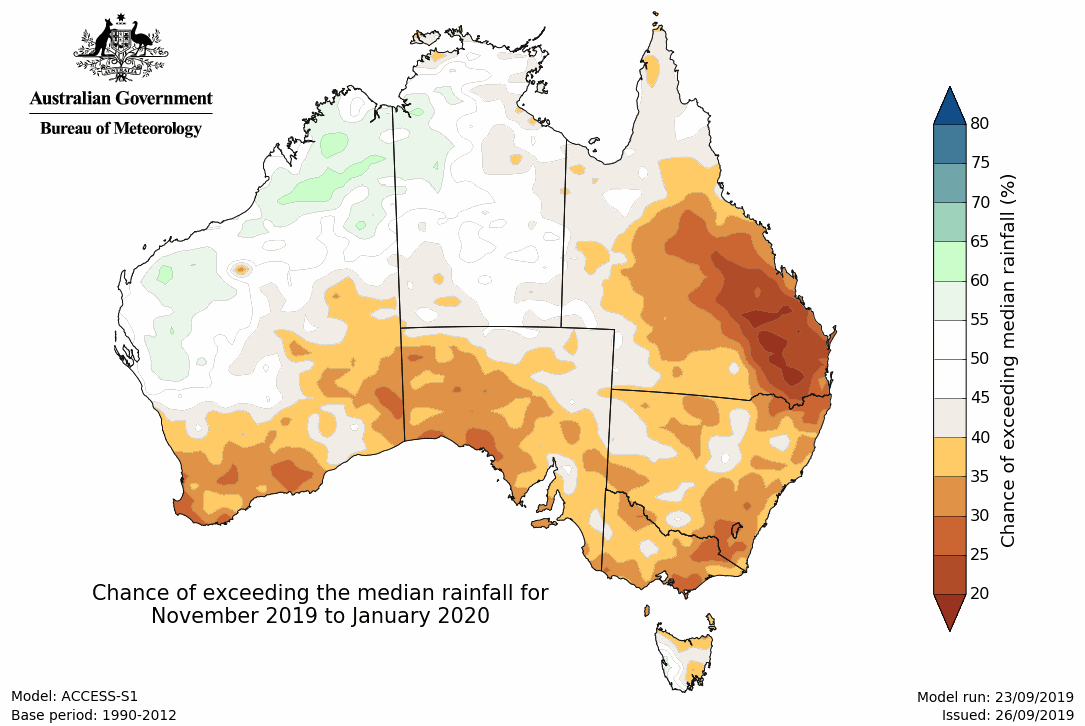 Australian Government
Bureau of Meteorology
80
75
70
65
60
55
50
45
40
35
30
25
20
Chance of exceeding median rainfall (%)
Chance of exceeding the median rainfall for
November 2019 to January 2020
Model: ACCESS-S1
Base period: 1990-2012
Model run: 23/09/2019
Issued: 26/09/2019